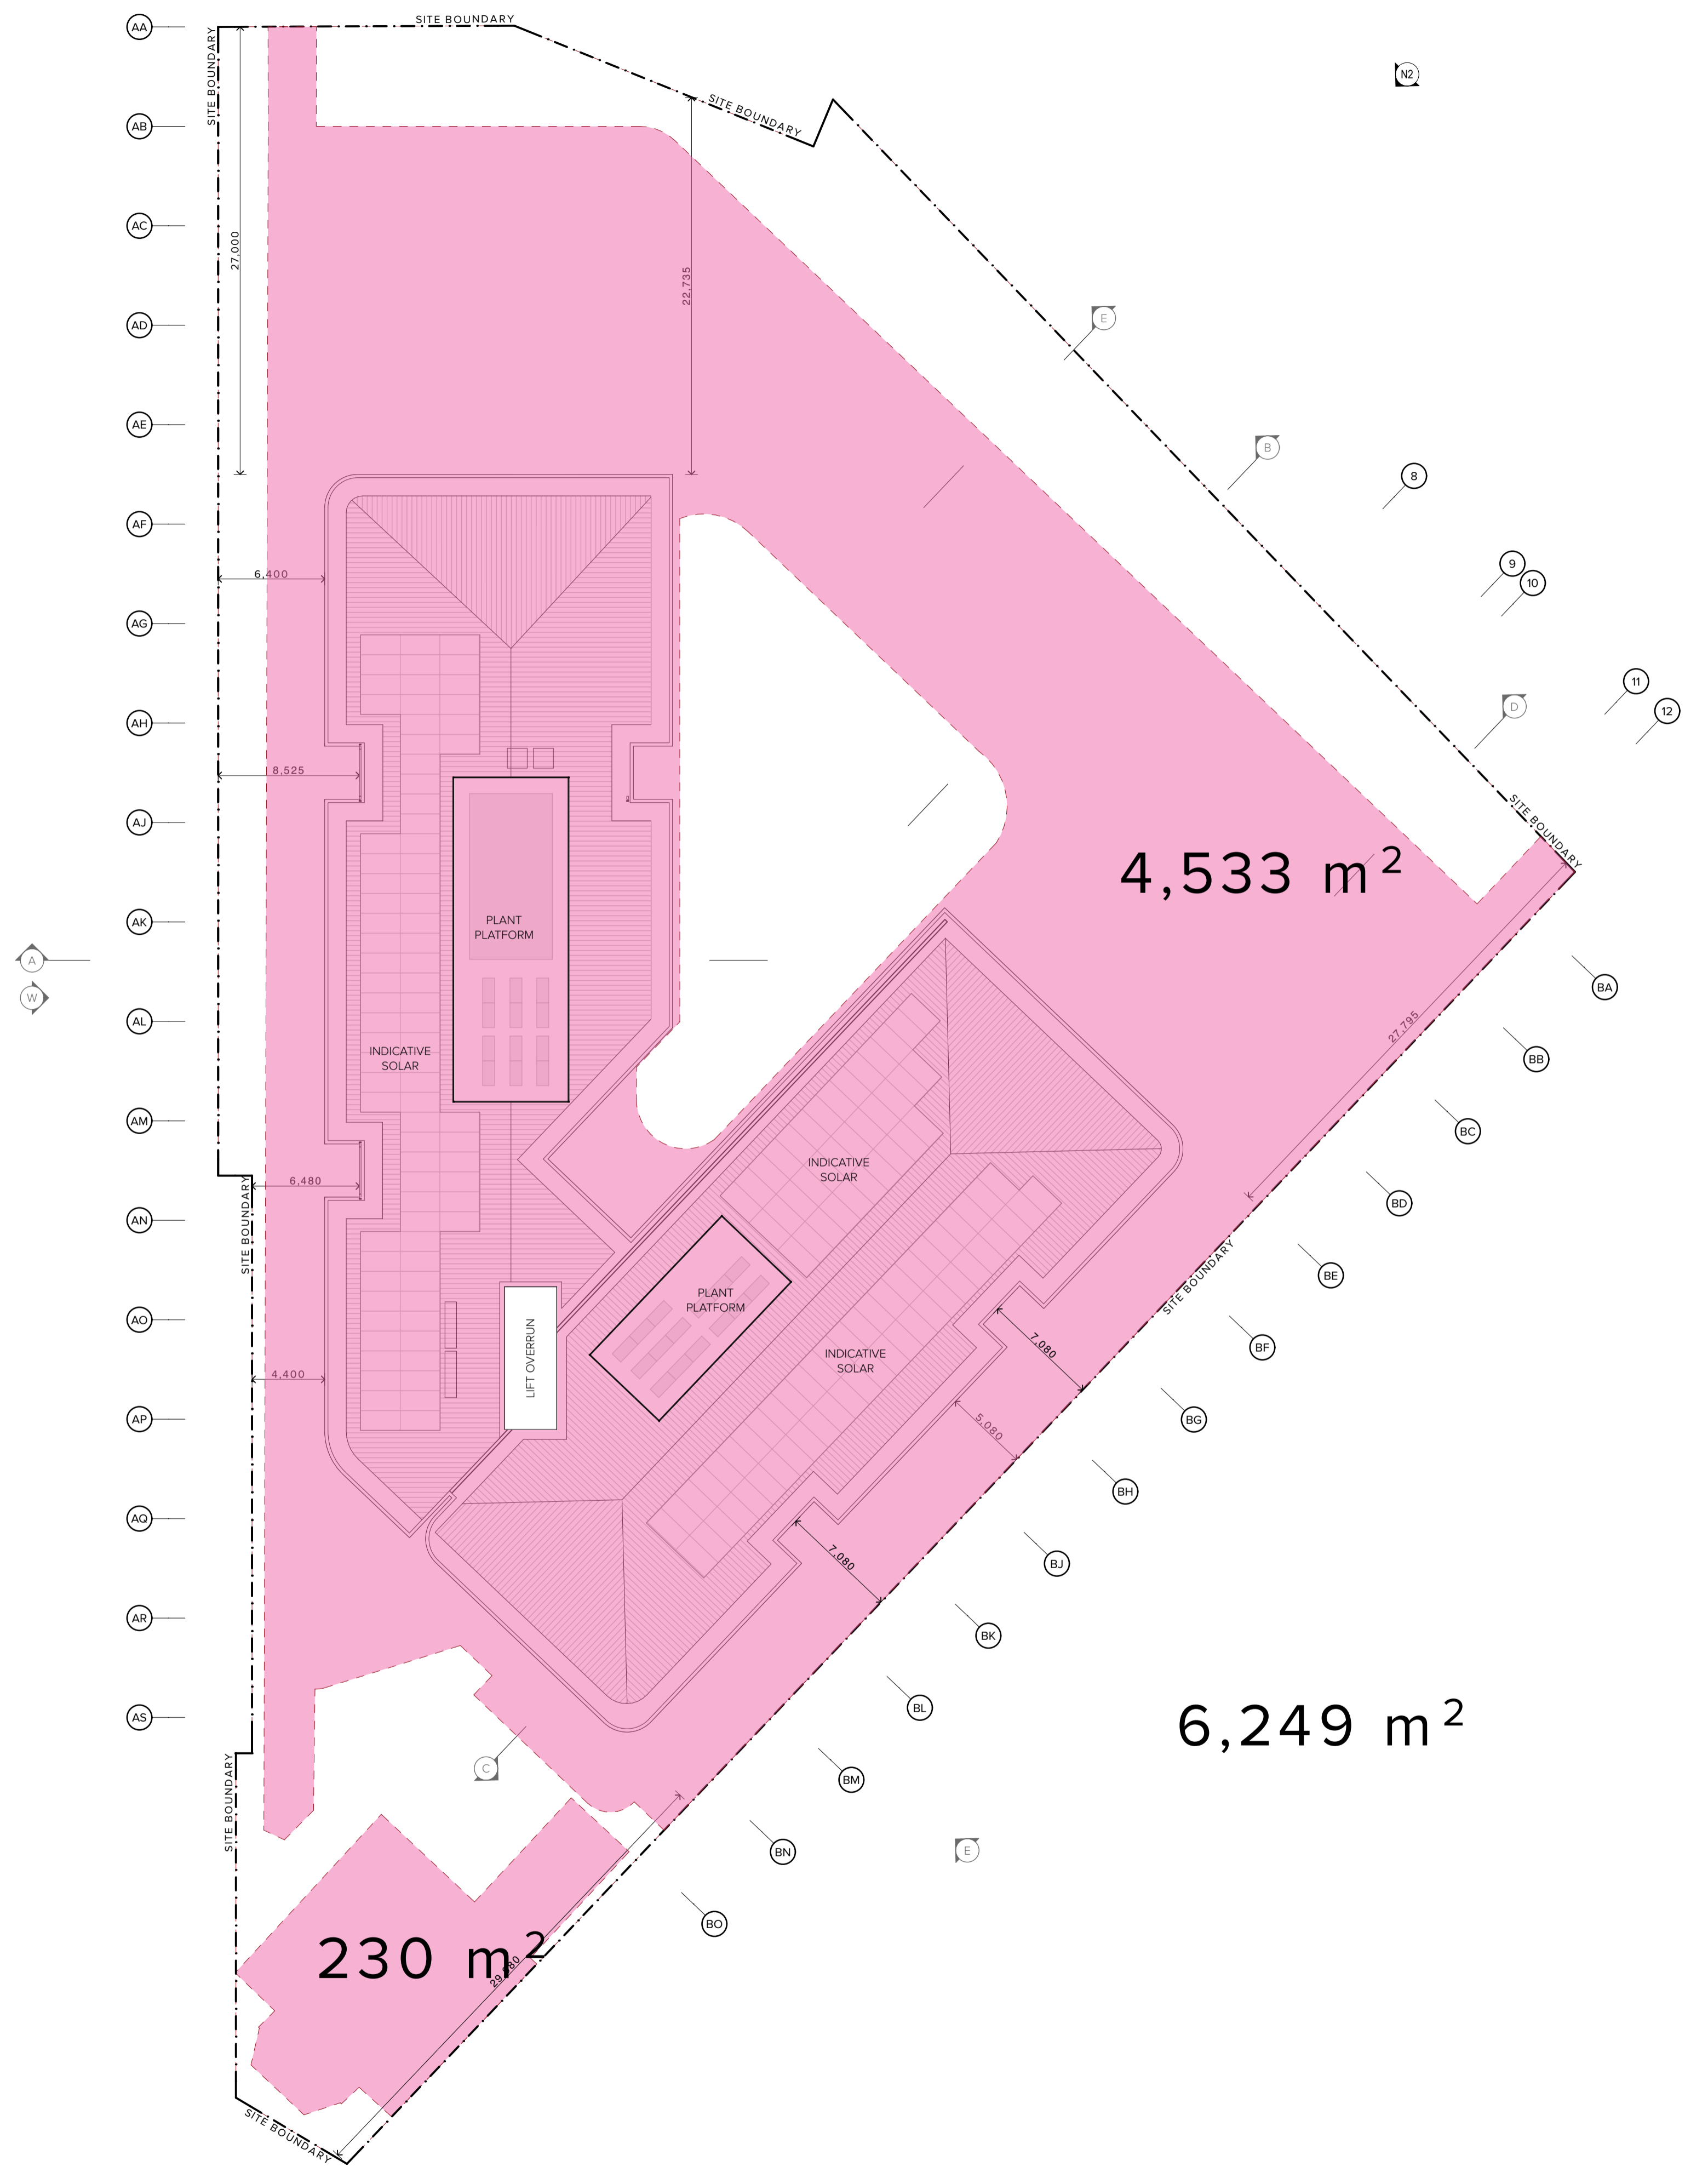 AA
SITE BOUNDARY
SITE BOUNDARY
N2
SITE BOUNDARY
AB
AC
27,000
22,735
E
AD
AE
B
8
AF
9
6,400
10
AG
11
AH
D
12
8,525
SITE BOUNDARY
AJ
4,533 m²
AK
PLANT
PLATFORM
A
BA
W
AL
27,795
INDICATIVE
SOLAR
BB
AM
BC
INDICATIVE
SOLAR
6,480
BD
SITE BOUNDARY
AN
SITE BOUNDARY
BE
PLANT
PLATFORM
AO
7,080
BF
LIFT OVERRUN
INDICATIVE
SOLAR
4,400
AP
5,080
BG
BH
AQ
7,080
BJ
AR
BK
AS
BL
6,249 m²
C
BM
SITE BOUNDARY
BN
E
BO
230 m²
SITE BOUNDARY